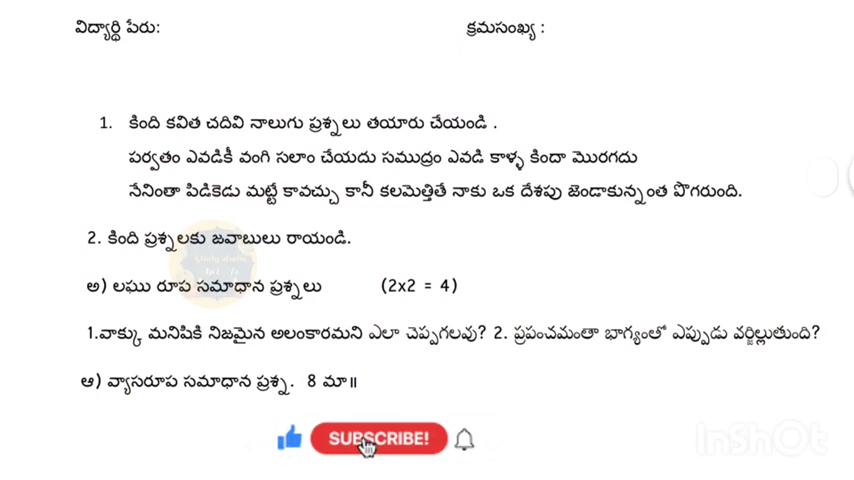 విద్యార్థి పేరు: క్రమసంఖ్య :
1. కింది కవిత చదివి నాలుగు ప్రశ్నలు తయారు చేయండి .
పర్వతం ఎవడికీ వంగి సలాం చేయదు సముద్రం ఎవడి కాళ్ళ కిందా మొరగదు
నేనింతా పిడికెడు మట్టే కావచ్చు కానీ కలమెత్తితే నాకు ఒక దేశపు జెండాకున్నంత పొగరుంది.
2. కింది ప్రశ్నలకు జవాబులు రాయండి.
అ) లఘు రూప సమాధాన ప్రశ్నలు (2x2 = 4)
1.వాక్కు మనిషికి నిజమైన అలంకారమని ఎలా చెప్పగలవు? 2. ప్రపంచమంతా భాగ్యంలో ఎప్పుడు వర్జిల్లుతుంది?
ఆ) వ్యాసరూప సమాధాన ప్రశ్న. 8 మా॥
SUBSCRIBE!
InShOt